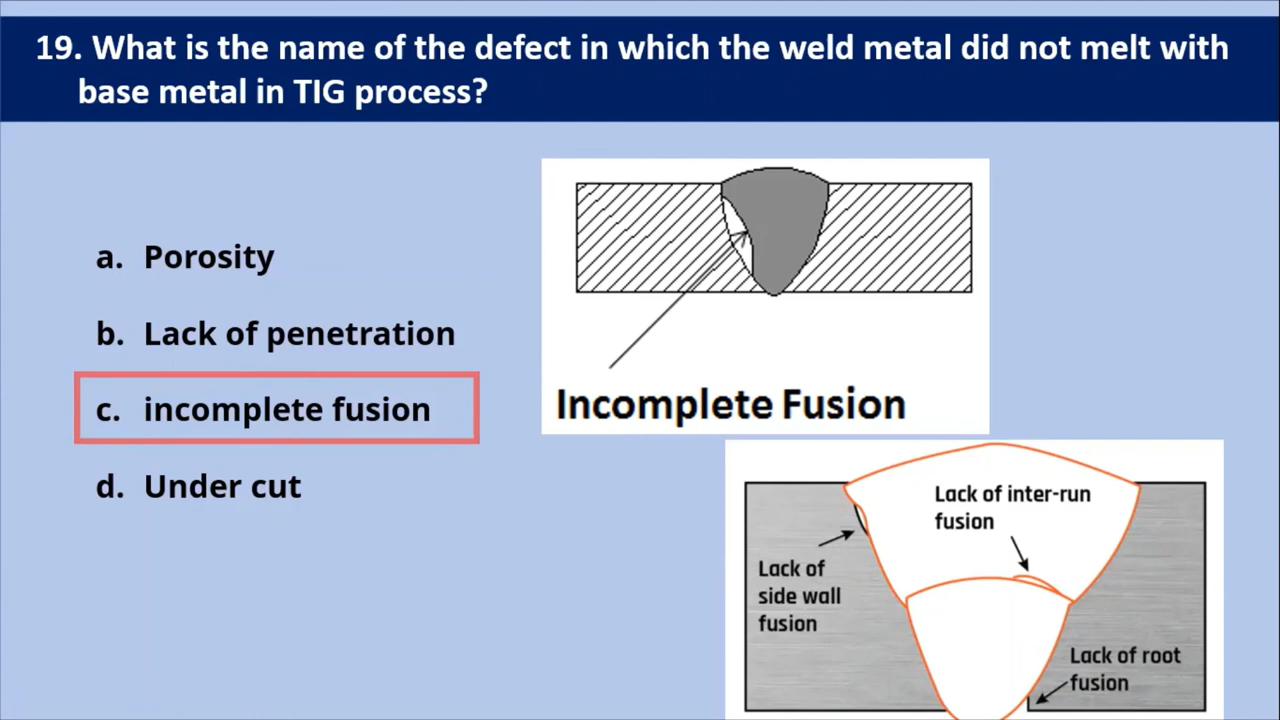 19. What is the name of the defect in which the weld metal did not melt with
base metal in TIG process?
a. Porosity
b. Lack of penetration
c. incomplete fusion
d. Under cut
Incomplete Fusion
Lack of inter-run
fusion
Lack of
side wall
fusion
Lack of root
fusion